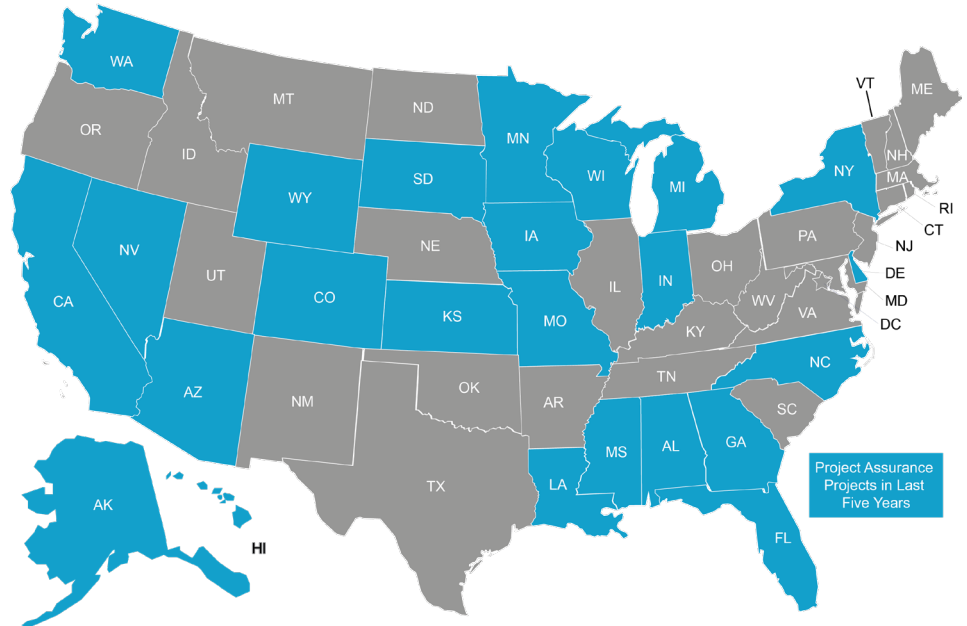 WA
MT
ND
MN
VT
ME
OR
ID
SD
WI
MI
NY
NH
MA
WY
RI
CT
NV
IA
NE
PA
NJ
UT
CO
IL
IN
OH
DE
CA
KS
MO
WV
MD
VA
DC
KY
NC
AZ
NM
OK
AR
TN
SC
MS
AL
GA
TX
LA
AK
HI
FL
Project Assurance
Projects in Last
Five Years